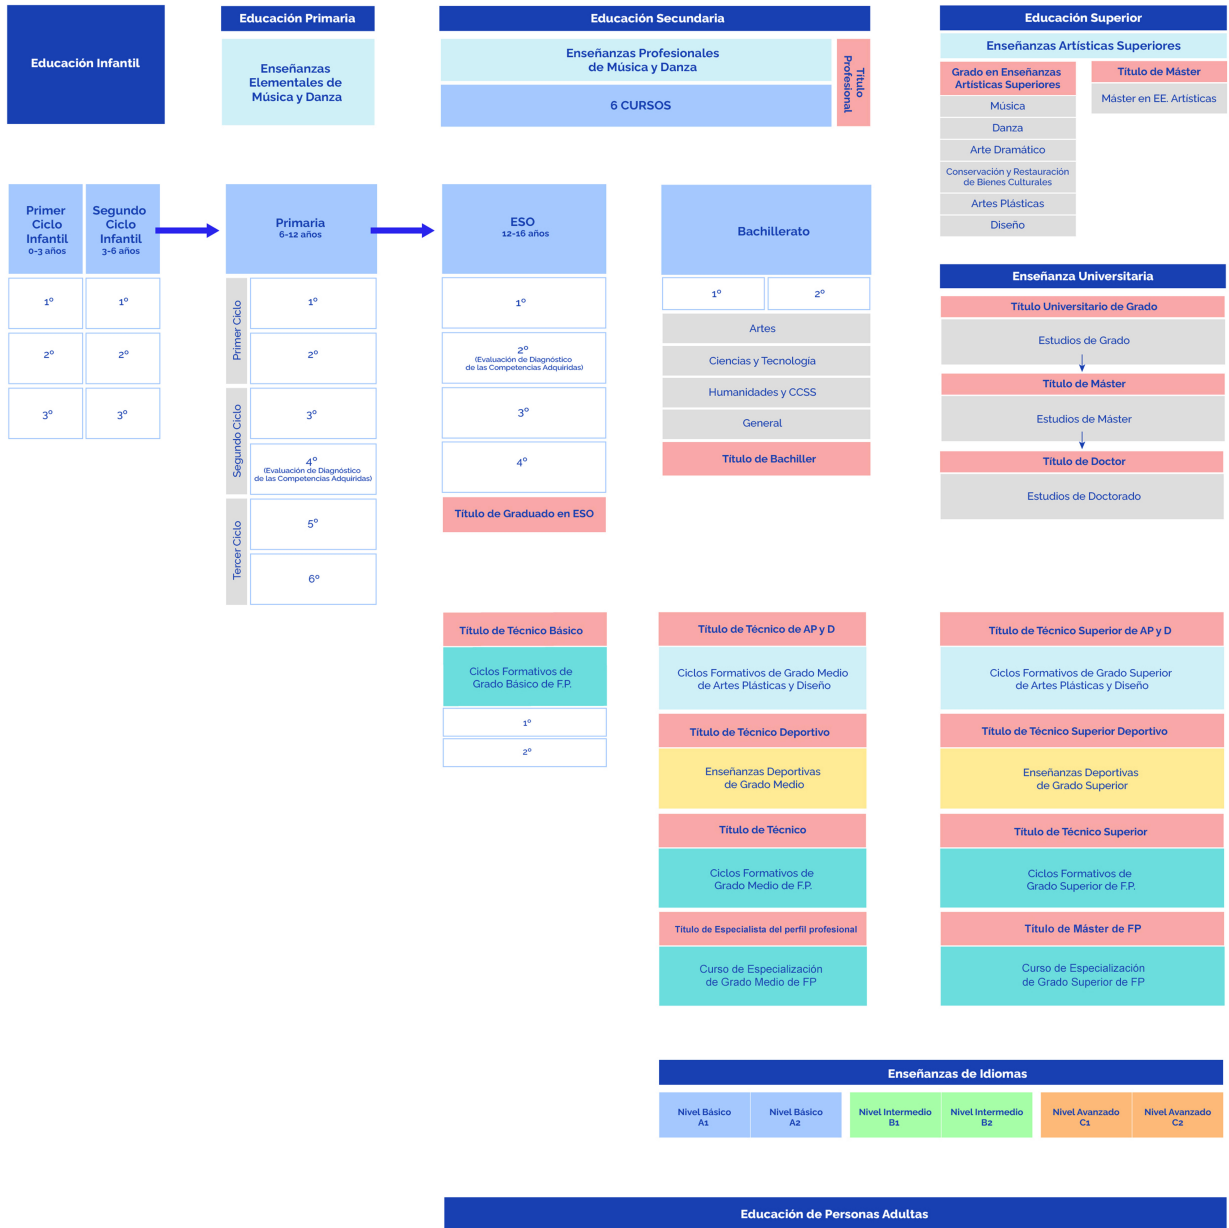 Educación Infantil
Educación Primaria
Enseñanzas
Elementales de
Música y Danza
Educación Secundaria
Enseñanzas Profesionales
de Música y Danza
6 CURSOS
Título
Profesional
Educación Superior
Enseñanzas Artísticas Superiores
Grado en Enseñanzas
Artísticas Superiores
Música
Danza
Arte Dramático
Conservación y Restauración
de Bienes Culturales
Artes Plásticas
Diseño
Título de Máster
Máster en EE. Artísticas
Primer
Ciclo
Infantil
0-3 años
1º
2º
3º
Segundo
Ciclo
Infantil
3-6 años
1º
2º
3º
Primaria
6-12 años
Primer Ciclo
1º
2º
Segundo Ciclo
3º
4º
(Evaluación de Diagnóstico
de las Competencias Adquiridas)
Tercer Ciclo
5º
6º
ESO
12-16 años
1º
2º
(Evaluación de Diagnóstico
de las Competencias Adquiridas)
3º
4º
Título de Graduado en ESO
Bachillerato
1º
2º
Artes
Ciencias y Tecnología
Humanidades y CCSS
General
Título de Bachiller
Enseñanza Universitaria
Título Universitario de Grado
Estudios de Grado
Título de Máster
Estudios de Máster
Título de Doctor
Estudios de Doctorado
Título de Técnico Básico
Ciclos Formativos de
Grado Básico de F.P.
1º
2º
Título de Técnico de AP y D
Ciclos Formativos de Grado Medio
de Artes Plásticas y Diseño
Título de Técnico Deportivo
Enseñanzas Deportivas
de Grado Medio
Título de Técnico
Ciclos Formativos de
Grado Medio de F.P.
Título de Especialista del perfil profesional
Curso de Especialización
de Grado Medio de FP
Título de Técnico Superior de AP y D
Ciclos Formativos de Grado Superior
de Artes Plásticas y Diseño
Título de Técnico Superior Deportivo
Enseñanzas Deportivas
de Grado Superior
Título de Técnico Superior
Ciclos Formativos de
Grado Superior de F.P.
Título de Máster de FP
Curso de Especialización
de Grado Superior de FP
Enseñanzas de Idiomas
Nivel Básico
A1
Nivel Básico
A2
Nivel Intermedio
B1
Nivel Intermedio
B2
Nivel Avanzado
C1
Nivel Avanzado
C2
Educación de Personas Adultas